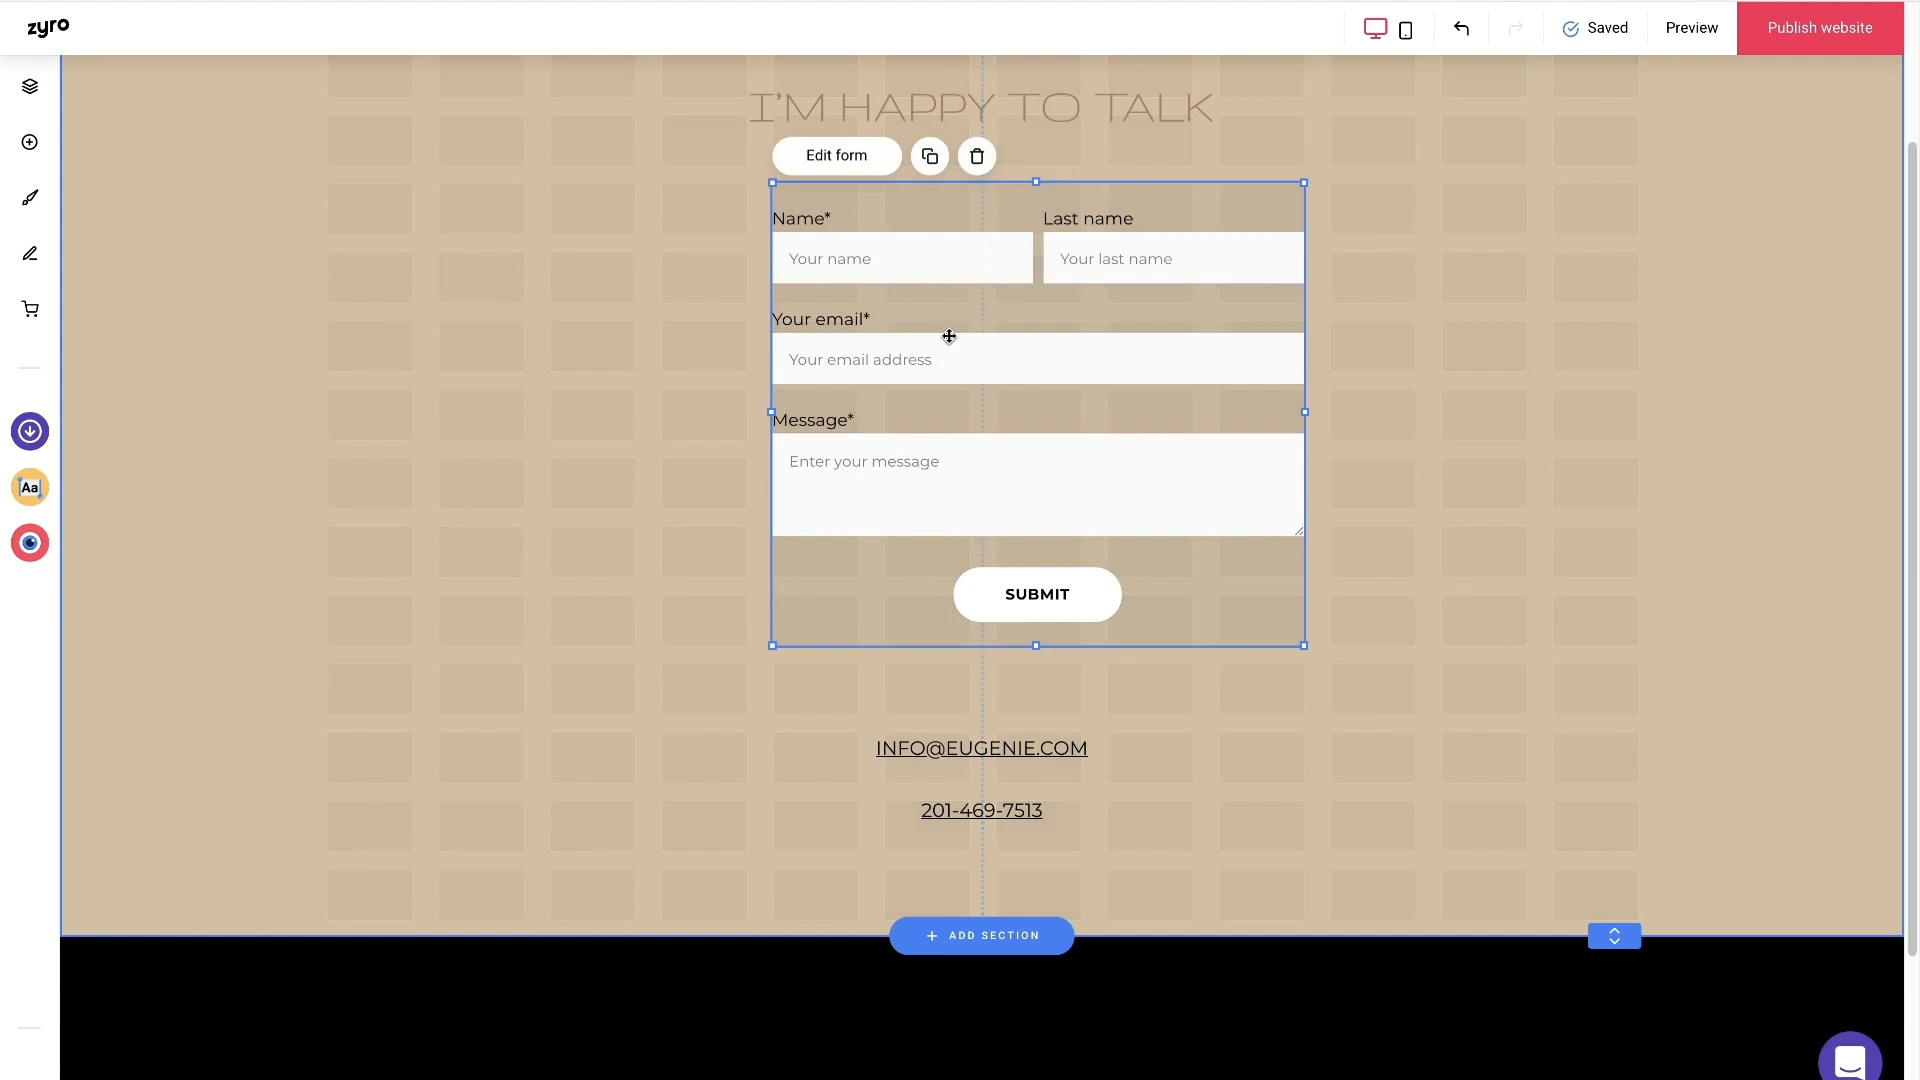 zyro
Saved
Preview
Publish website
I'M HAPPY TO TALK
Edit form
Name*
Last name
Your name
Your last name
Your email*
Your email address
Message*
Enter your message
SUBMIT
Aa
INFO@EUGENIE.COM
201-469-7513
+ ADD SECTION